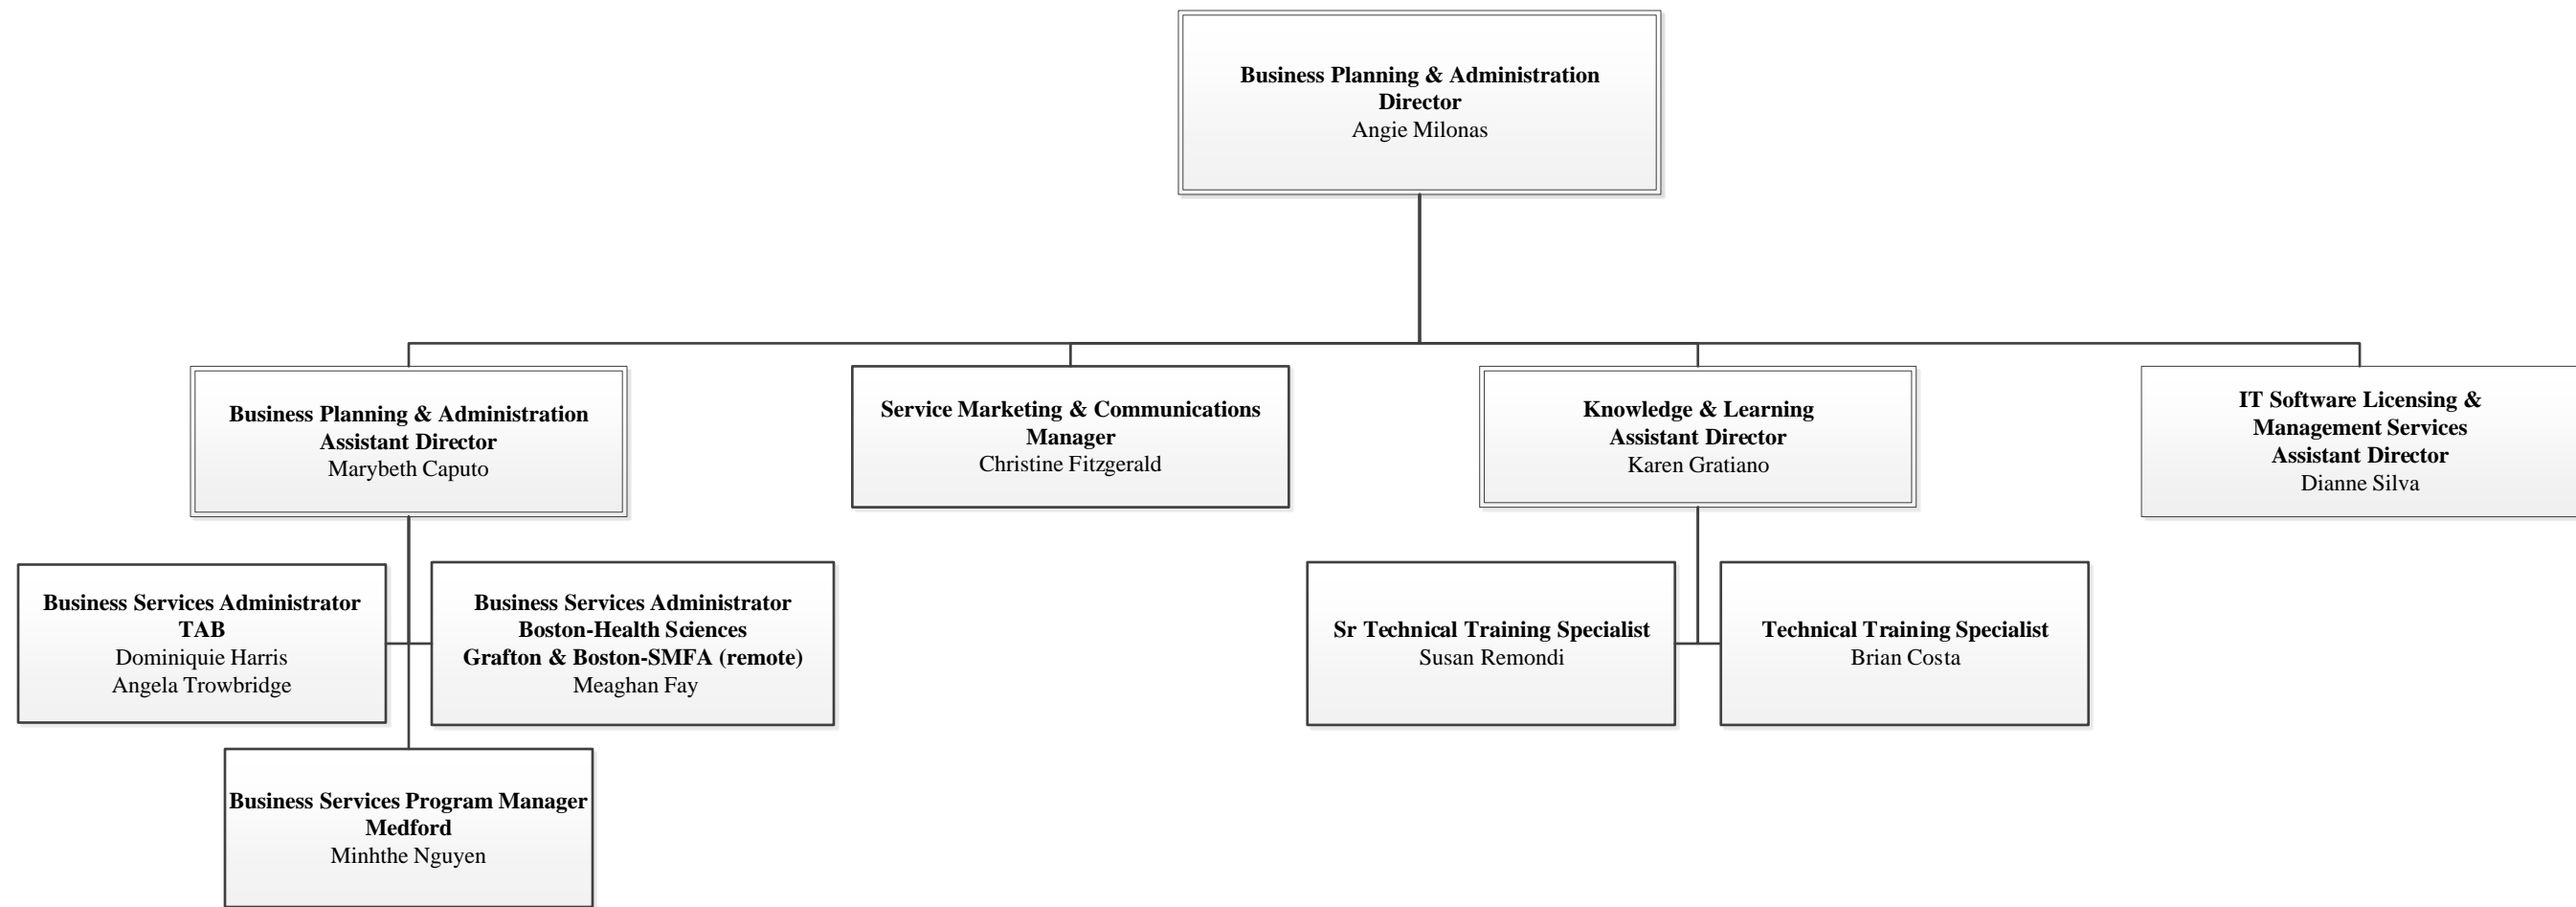 Business Planning & Administration
Director
Angie Milonas
Business Planning & Administration
Assistant Director
Marybeth Caputo
Service Marketing & Communications
Manager
Christine Fitzgerald
Knowledge & Learning
Assistant Director
Karen Gratiano
IT Software Licensing &
Management Services
Assistant Director
Dianne Silva
Business Services Administrator
TAB
Dominiquie Harris
Angela Trowbridge
Business Services Administrator
Boston-Health Sciences
Grafton & Boston-SMFA (remote)
Meaghan Fay
Sr Technical Training Specialist
Susan Remondi
Technical Training Specialist
Brian Costa
Business Services Program Manager
Medford
Minhthe Nguyen